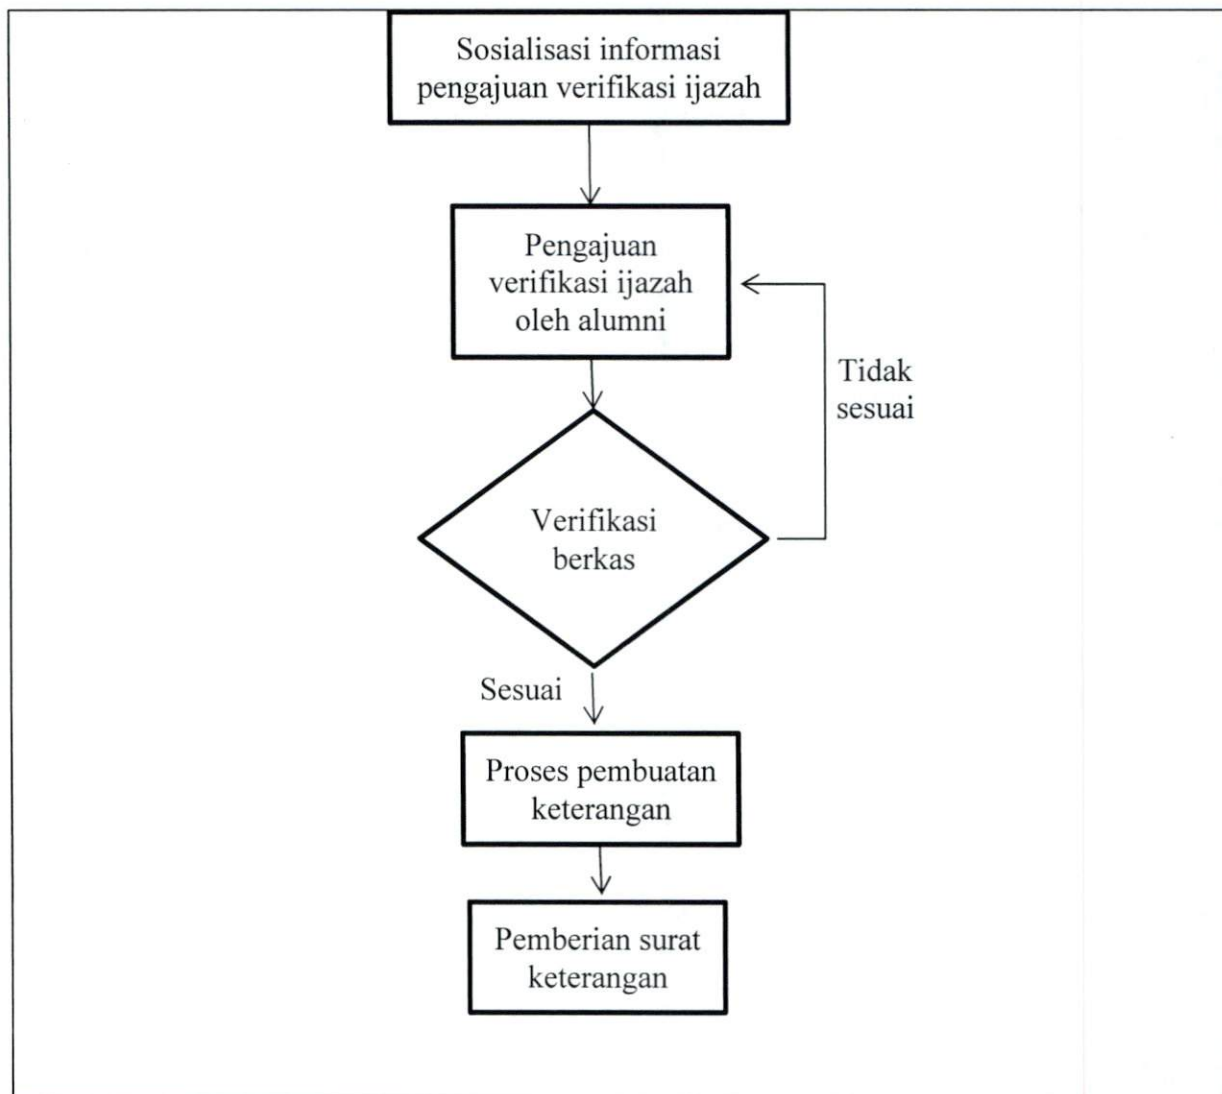 Sosialisasi informasi
pengajuan verifikasi ijazah
Pengajuan
verifikasi ijazah
oleh alumni
Tidak
sesuai
Verifikasi
berkas
Sesuai
Proses pembuatan
keterangan
Pemberian surat
keterangan